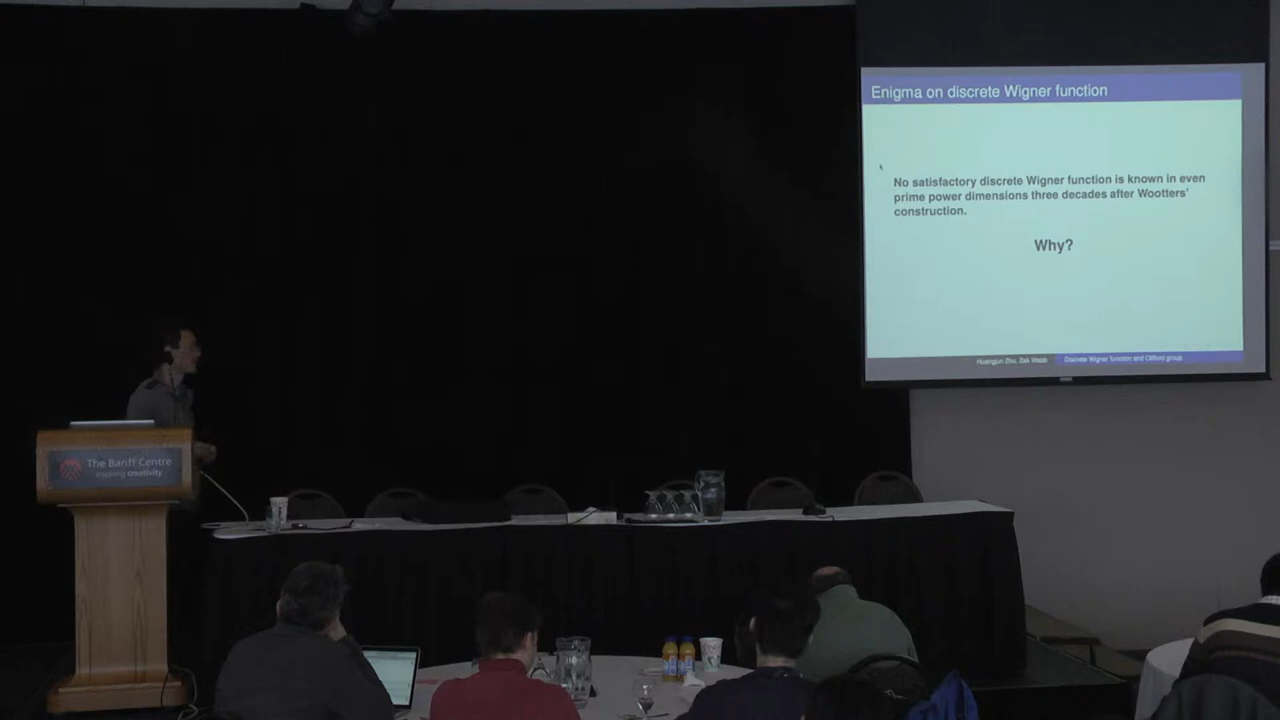 Enigma on discrete Wigner function
No satisfactory discrete Wigner function is known in even
prime power dimensions three decades after Wootters'
construction.
Why?
Huangjun Zhu, Zak Webb
Discrete Wigner function and Clifford group
The Banff Centre
inspiring creativity